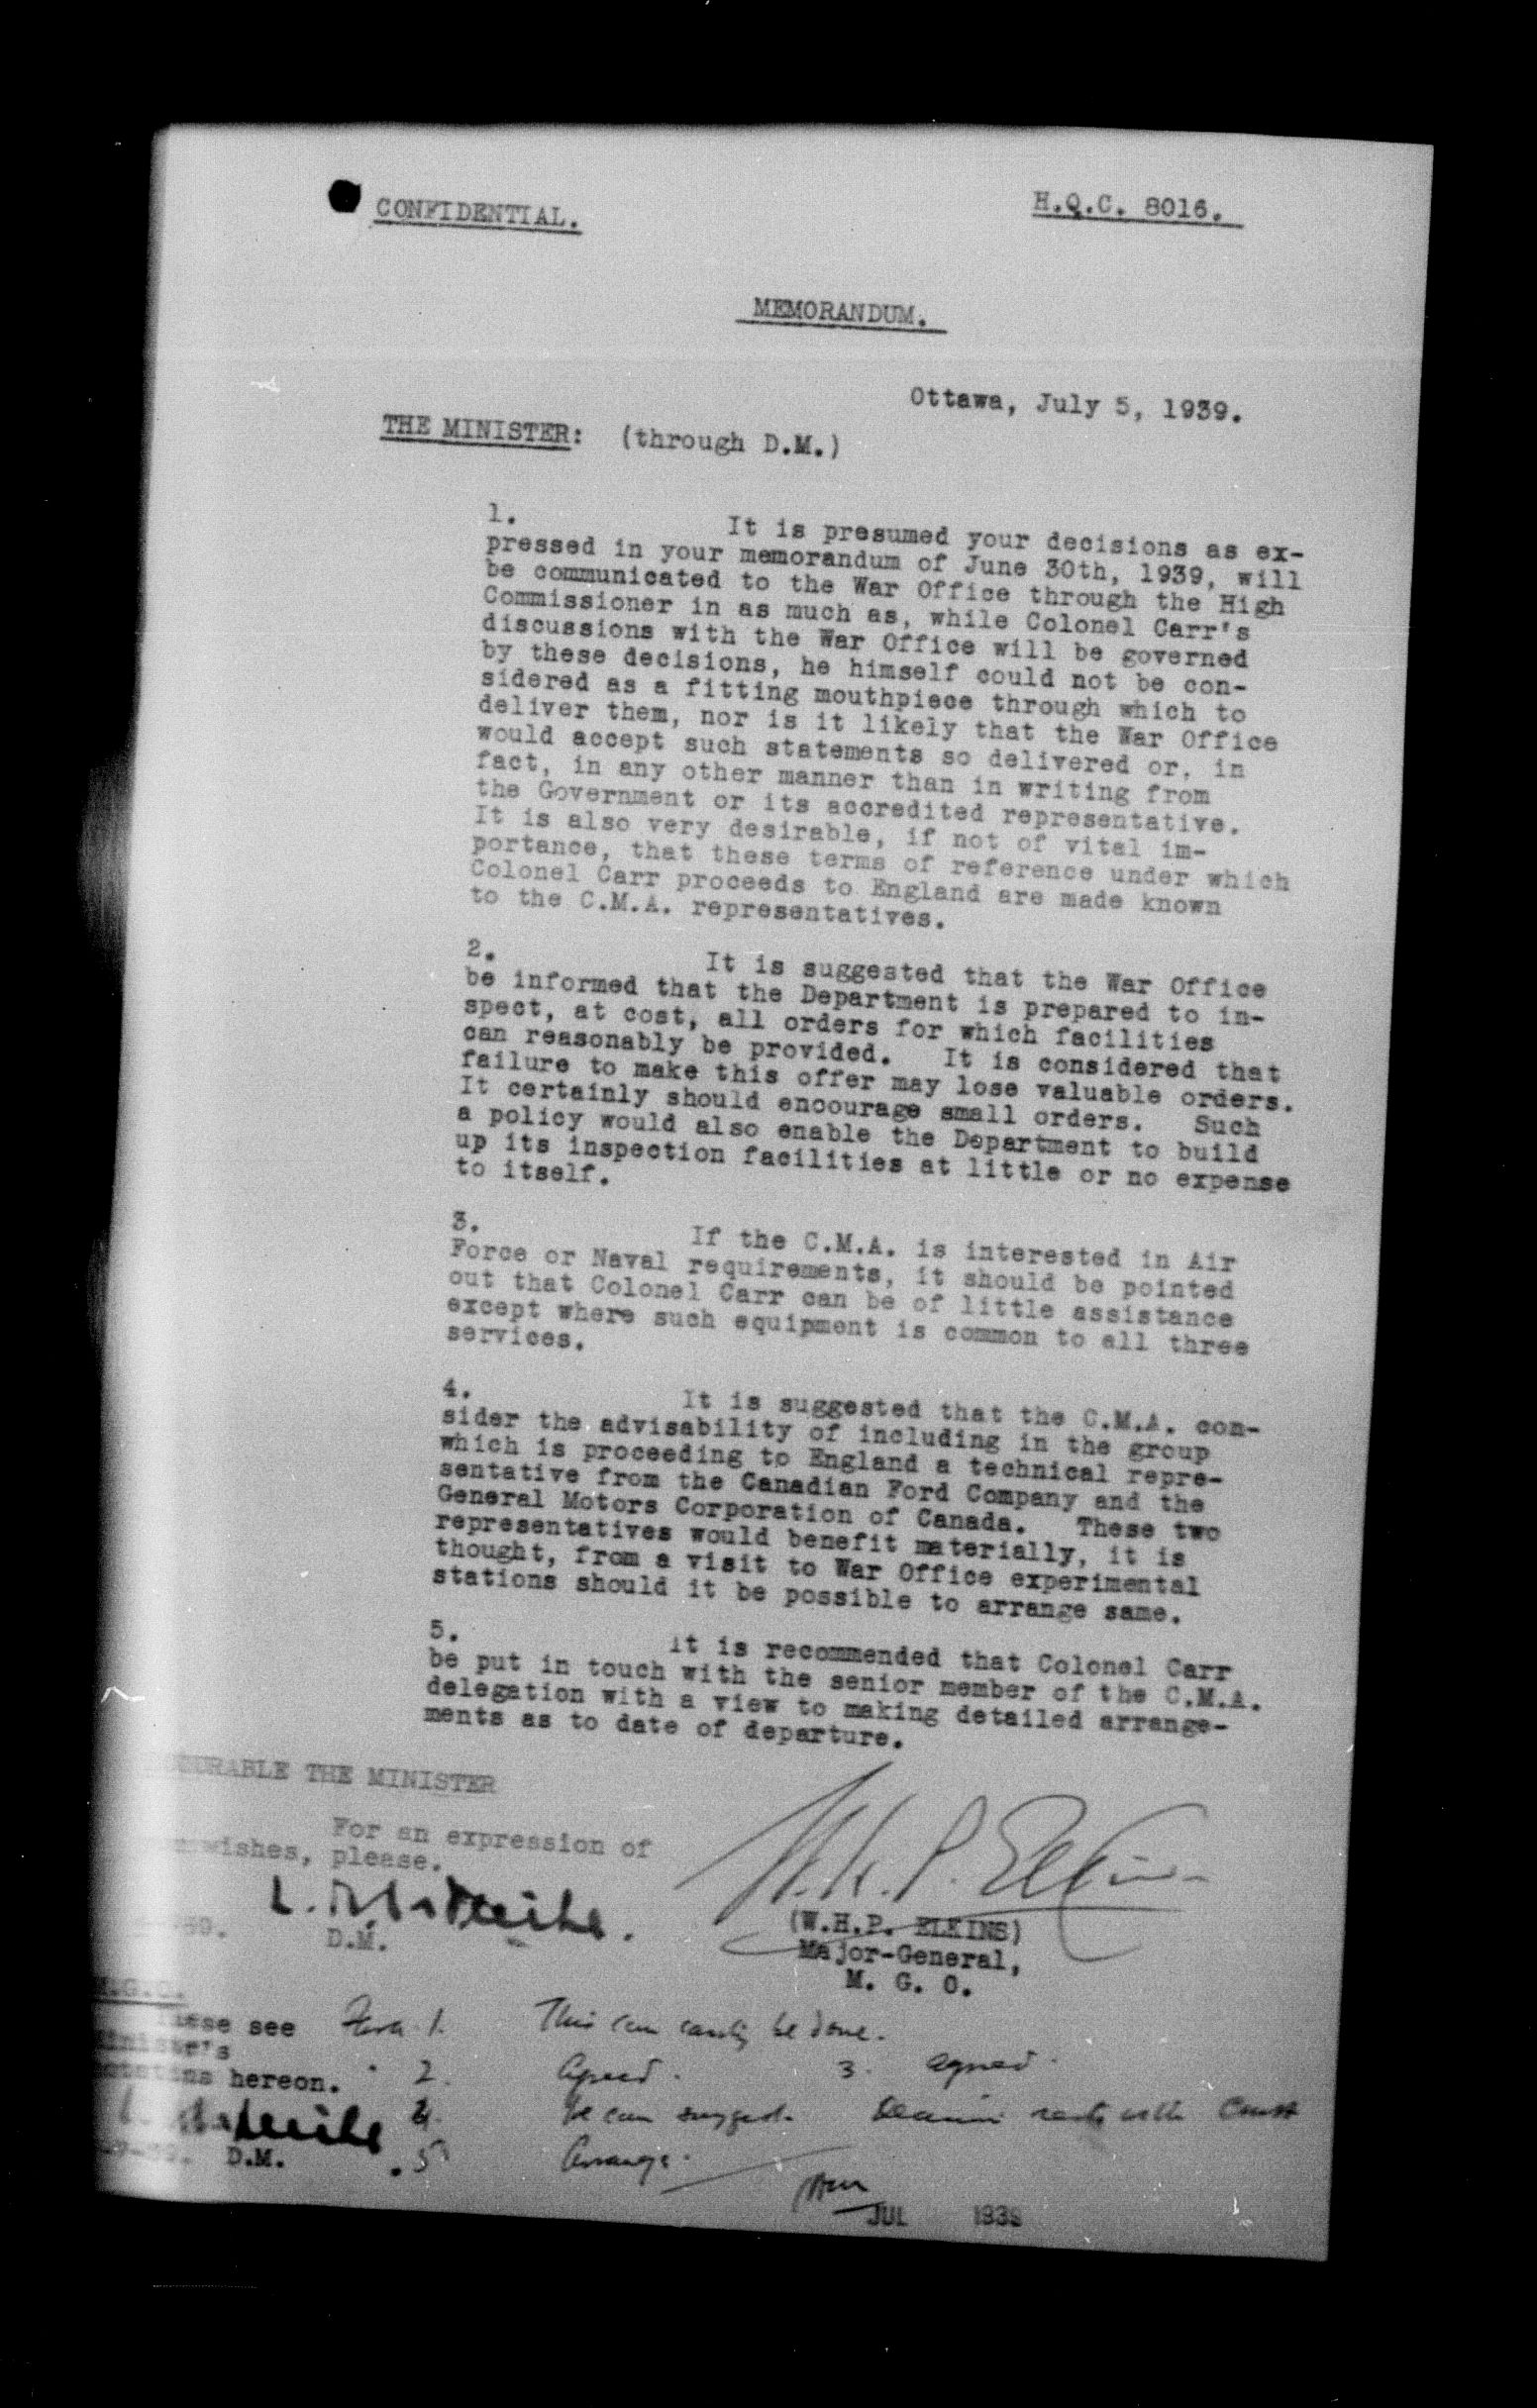 CONFIDENTIAL.
H.Q.C. 8016.
MEMORANDUM.
Ottawa, July 5, 1939.
THE MINISTER: (through D.M.)
1. It is presumed your decisions as ex-
pressed in your memorandum of June 30th, 1939, will
be communicated to the War Office through the High
Commissioner in as much as, while Colonel Carr's
discussions with the War Office will be governed
by these decisions, he himself could not be con-
sidered as a fitting mouthpiece through which to
deliver them, nor is it likely that the War Office
would accept such statements so delivered or, in
fact, in any other manner than in writing from
the Government or its accredited representative.
It is also very desirable, if not of vital im-
portance, that these terms of reference under which
Colonel Carr proceeds to England are made known
to the C.M.A. representatives.
2. It is suggested that the War Office
be informed that the Department is prepared to in-
spect, at cost, all orders for which facilities
can reasonably be provided. It is considered that
failure to make this offer may lose valuable orders.
It certainly should encourage small orders. Such
a policy would also enable the Department to build
up its inspection facilities at little or no expense
to itself.
3. If the C.M.A. is interested in Air
Force or Naval requirements, it should be pointed
out that Colonel Carr can be of little assistance
except where such equipment is common to all three
services.
4. It is suggested that the C.M.A. con-
sider the advisability of including in the group
which is proceeding to England a technical repre-
sentative from the Canadian Ford Company and the
General Motors Corporation of Canada. These two
representatives would benefit materially, it is
thought, from a visit to War Office experimental
stations should it be possible to arrange same.
5. It is recommended that Colonel Carr
be put in touch with the senior member of the C.M.A.
delegation with a view to making detailed arrange-
ments as to date of departure.
THE MINISTER
For an expression of
wishes, please.
D.M.
W.H.P. Elkins
(W.H.P. ELKINS)
Major-General,
M. G. O.
see Para 1. This can easily be done.
hereon. " 2. Agreed. 3. agreed.
4. He can suggest.
D.M. 5 Arrange.
JUL 1939